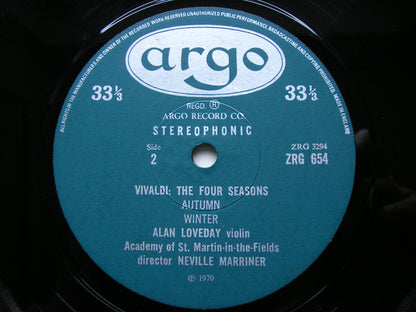 ALL RIGHTS OF THE MANUFACTURERS AND OWNER OF THE RECORDED WORK RESERVED UNAUTHORIZED PUBLIC PERFORMANCE, BROADCASTING AND COPYING PROHIBITED. MADE IN ENGLAND
argo
33⅓ 33⅓
REGD. ®
ARGO RECORD CO.
STEREOPHONIC
Side ZRG 3294
2 ZRG 654
VIVALDI: THE FOUR SEASONS
AUTUMN
WINTER
ALAN LOVEDAY violin
Academy of St. Martin-in-the-Fields
director NEVILLE MARRINER
℗ 1970